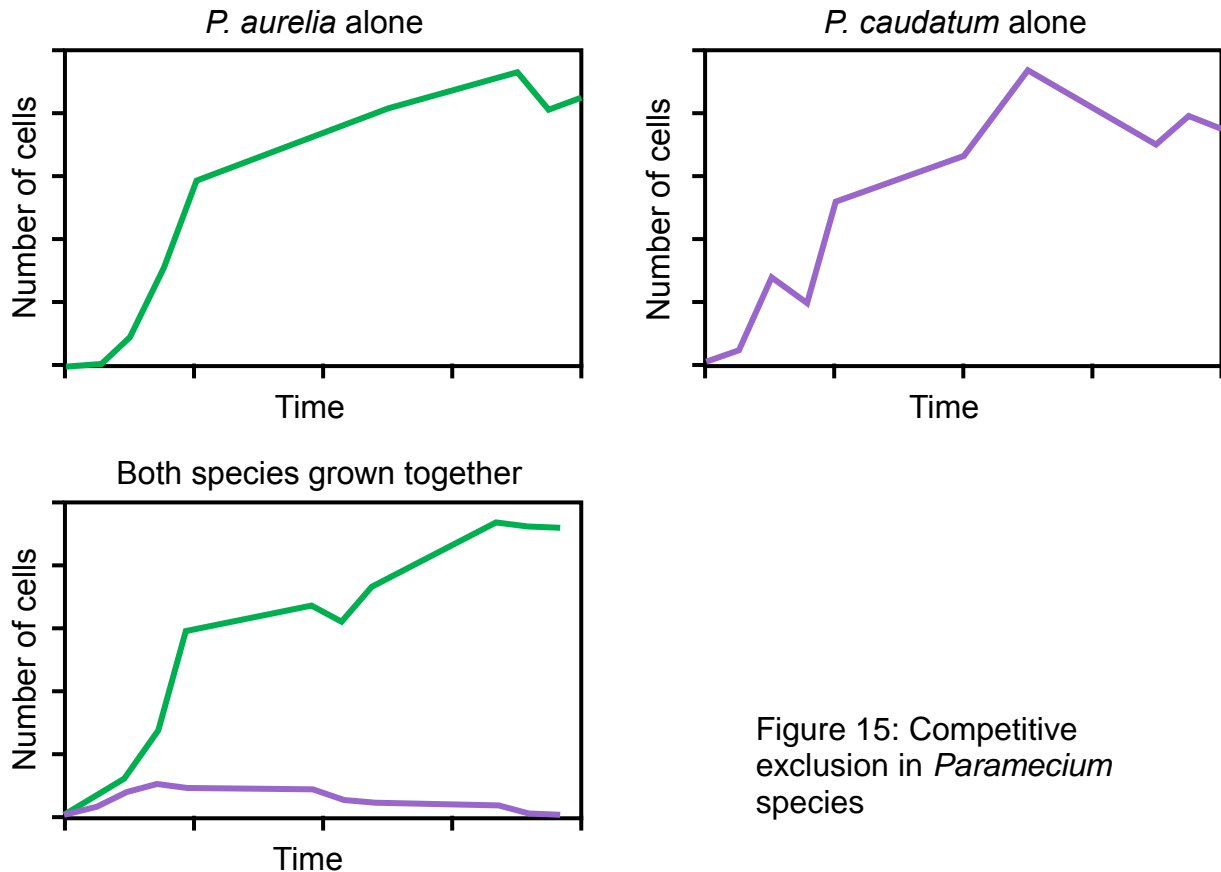 P. aurelia alone
Number of cells
Time
P. caudatum alone
Number of cells
Time
Both species grown together
Number of cells
Time
Figure 15: Competitive
exclusion in Paramecium
species